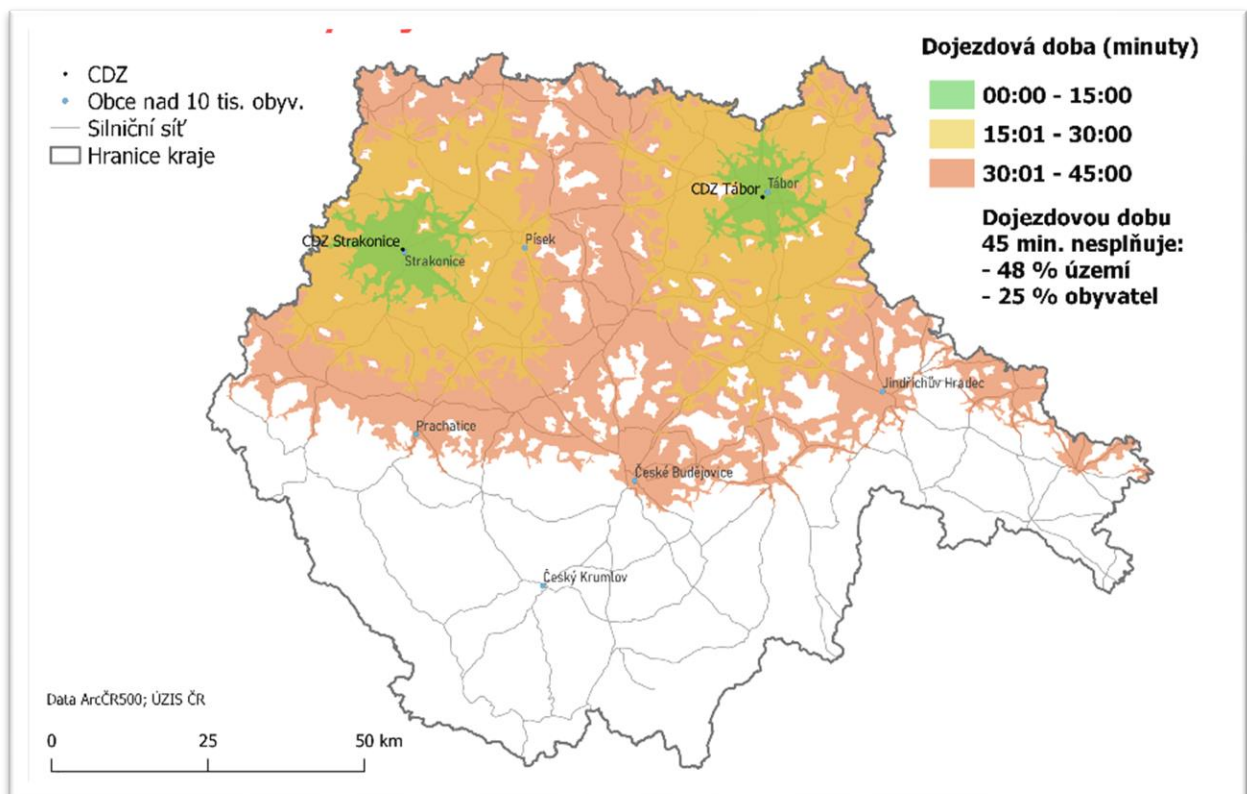 CDZ
Obce nad 10 tis. obyv.
Silniční síť
Hranice kraje
Dojezdová doba (minuty)
00:00 - 15:00
15:01 - 30:00
30:01 - 45:00
Dojezdovou dobu
45 min. nesplňuje:
- 48 % území
- 25 % obyvatel
CDZ Tábor
Tábor
CDZ Strakonice
Strakonice
Písek
Jindřichův Hradec
Prachatice
České Budějovice
Český Krumlov
Data ArcČR500; ÚZIS ČR
0 25 50 km